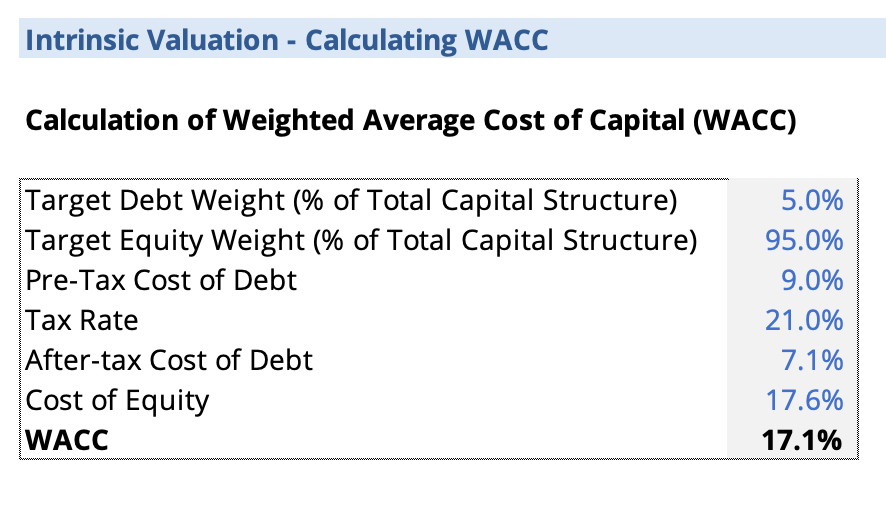 Intrinsic Valuation - Calculating WACC
Calculation of Weighted Average Cost of Capital (WACC)
Target Debt Weight (% of Total Capital Structure) 5.0%
Target Equity Weight (% of Total Capital Structure) 95.0%
Pre-Tax Cost of Debt 9.0%
Tax Rate 21.0%
After-tax Cost of Debt 7.1%
Cost of Equity 17.6%
WACC 17.1%